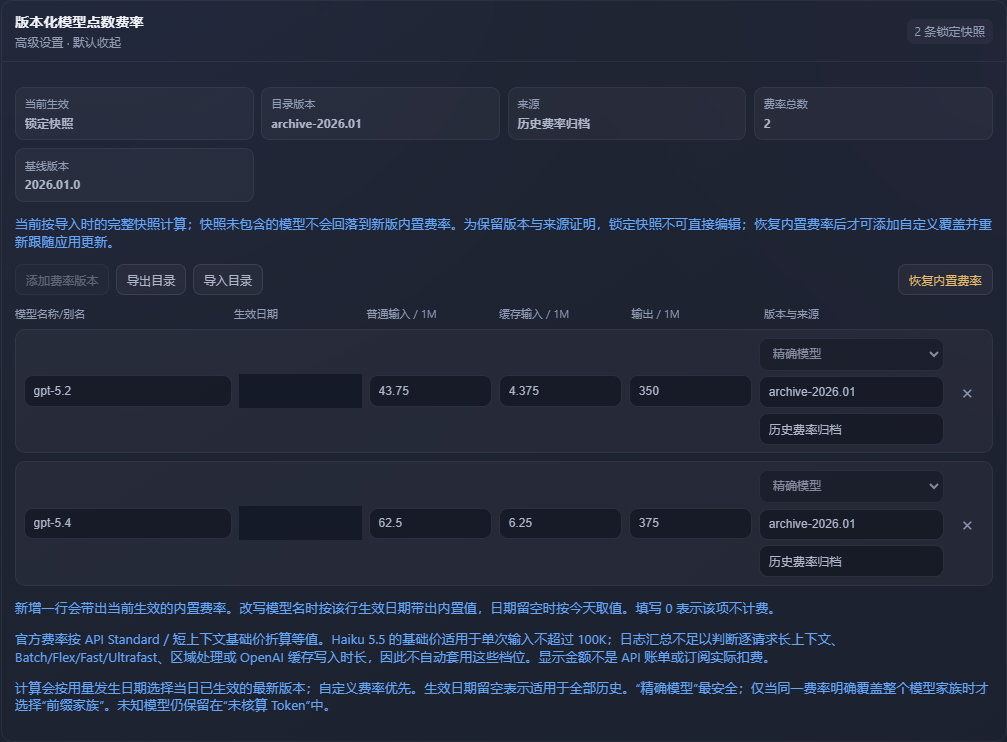 版本化模型点数费率
高级设置 · 默认收起
2 条锁定快照
当前生效
锁定快照
目录版本
archive-2026.01
来源
历史费率归档
费率总数
2
基线版本
2026.01.0
当前按导入时的完整快照计算；快照未包含的模型不会回落到新版内置费率。为保留版本与来源证明，锁定快照不可直接编辑；恢复内置费率后才可添加自定义覆盖并重
新跟随应用更新。
添加费率版本
导出目录
导入目录
恢复内置费率
模型名称/别名
生效日期
普通输入 / 1M
缓存输入 / 1M
输出 / 1M
版本与来源
精确模型
gpt-5.2
43.75
4.375
350
archive-2026.01
×
历史费率归档
精确模型
gpt-5.4
62.5
6.25
375
archive-2026.01
×
历史费率归档
新增一行会带出当前生效的内置费率。改写模型名时按该行生效日期带出内置值，日期留空时按今天取值。填写 0 表示该项不计费。
官方费率按 API Standard / 短上下文基础价折算等值。Haiku 5.5 的基础价适用于单次输入不超过 100K；日志汇总不足以判断逐请求长上下文、
Batch/Flex/Fast/Ultrafast、区域处理或 OpenAI 缓存写入时长，因此不自动套用这些档位。显示金额不是 API 账单或订阅实际扣费。
计算会按用量发生日期选择当日已生效的最新版本；自定义费率优先。生效日期留空表示适用于全部历史。“精确模型”最安全；仅当同一费率明确覆盖整个模型家族时才
选择“前缀家族”。未知模型仍保留在“未核算 Token”中。